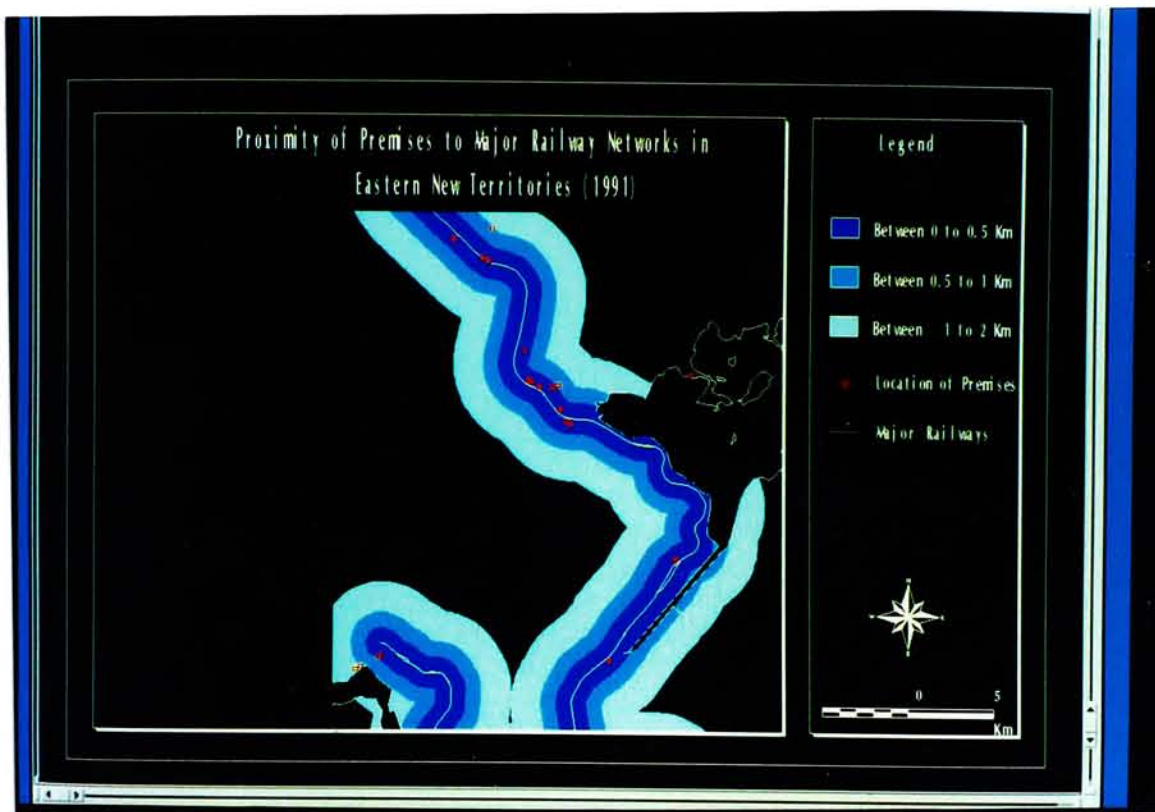 Proximity of Premises to Major Railway Networks in
Eastern New Territories (1991)
Legend
Between 0 to 0.5 Km
Between 0.5 to 1 Km
Between 1 to 2 Km
Location of Premises
Major Railways
0 5
Km